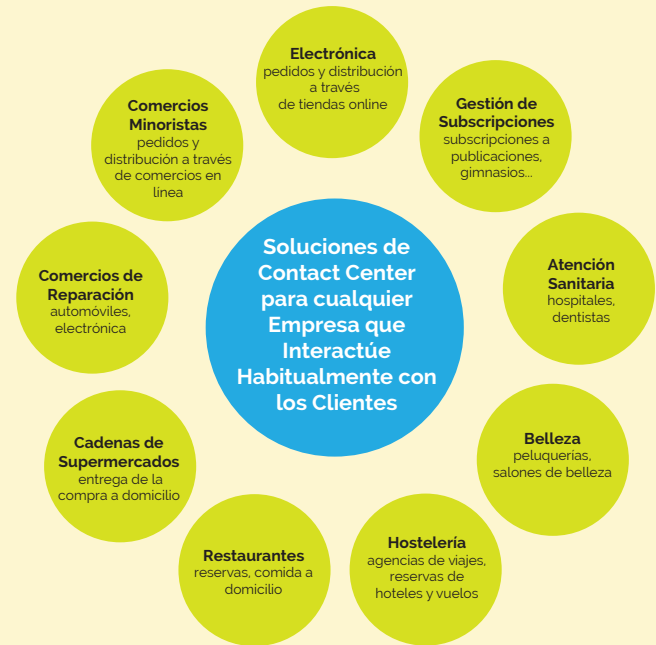 Electrónica
pedidos y distribución
a través
de tiendas online
Gestión de
Subscripciones
subscripciones a
publicaciones,
gimnasios...
Atención
Sanitaria
hospitales,
dentistas
Belleza
peluquerías,
salones de belleza
Hostelería
agencias de viajes,
reservas de
hoteles y vuelos
Restaurantes
reservas, comida a
domicilio
Cadenas de
Supermercados
entrega de la
compra a domicilio
Comercios de
Reparación
automóviles,
electrónica
Comercios
Minoristas
pedidos y
distribución a través
de comercios en
línea
Soluciones de
Contact Center
para cualquier
Empresa que
Interactúe
Habitualmente con
los Clientes